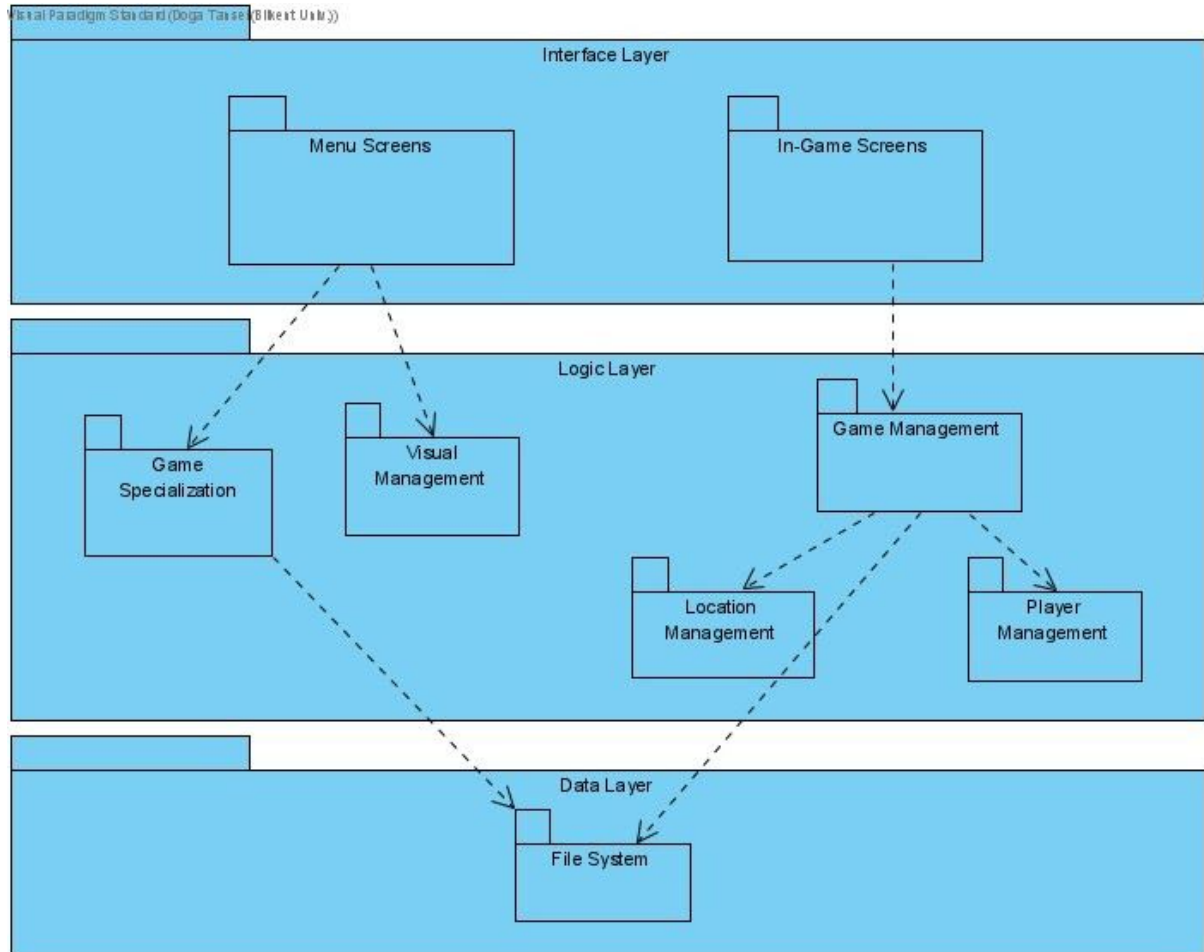 Visual Paradigm Standard (Doga Tansel(Bilkent Univ.))
Interface Layer
Menu Screens
In-Game Screens
Logic Layer
Game Management
Game
Specialization
Visual
Management
Location
Management
Player
Management
Data Layer
File System